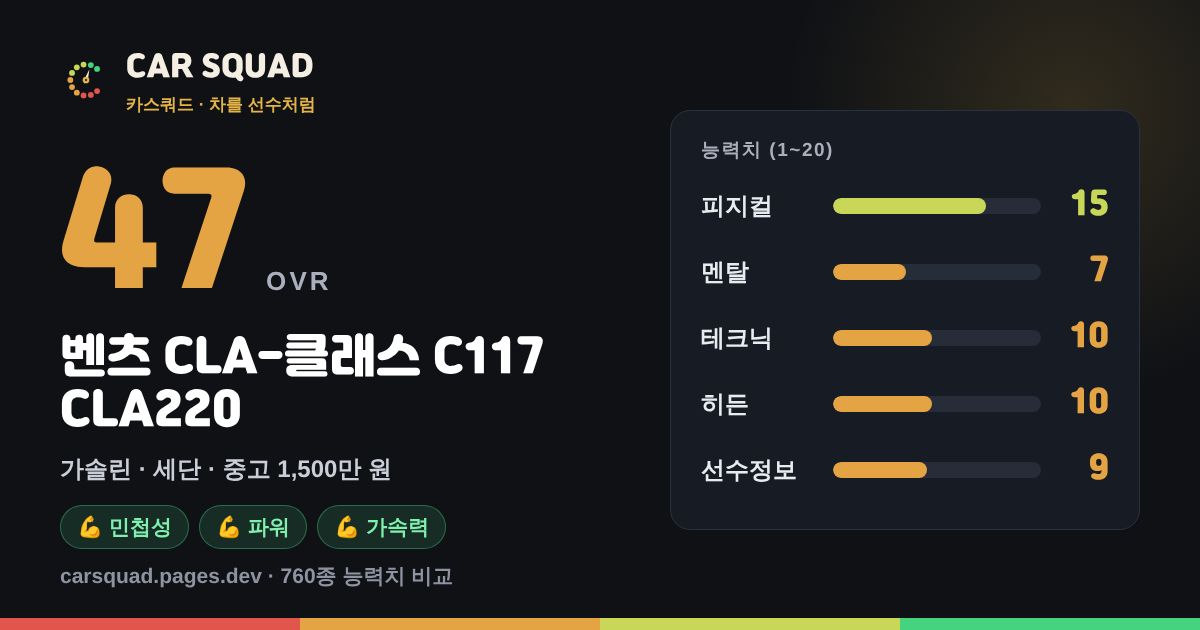 CAR SQUAD
카스쿼드 · 차를 선수처럼
47 OVR
벤츠 CLA-클래스 C117
CLA220
가솔린 · 세단 · 중고 1,500만 원
💪 민첩성 💪 파워 💪 가속력
carsquad.pages.dev · 760종 능력치 비교
능력치 (1~20)
피지컬 15
멘탈 7
테크닉 10
히든 10
선수정보 9